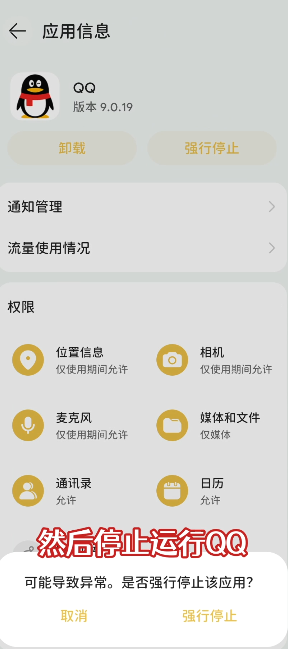 应用信息
QQ
版本 9.0.19
卸载
强行停止
通知管理
流量使用情况
权限
位置信息
仅使用期间允许
相机
仅使用期间允许
麦克风
仅使用期间允许
媒体和文件
仅媒体
通讯录
允许
日历
允许
然后停止运行QQ
可能导致异常。是否强行停止该应用？
取消
强行停止